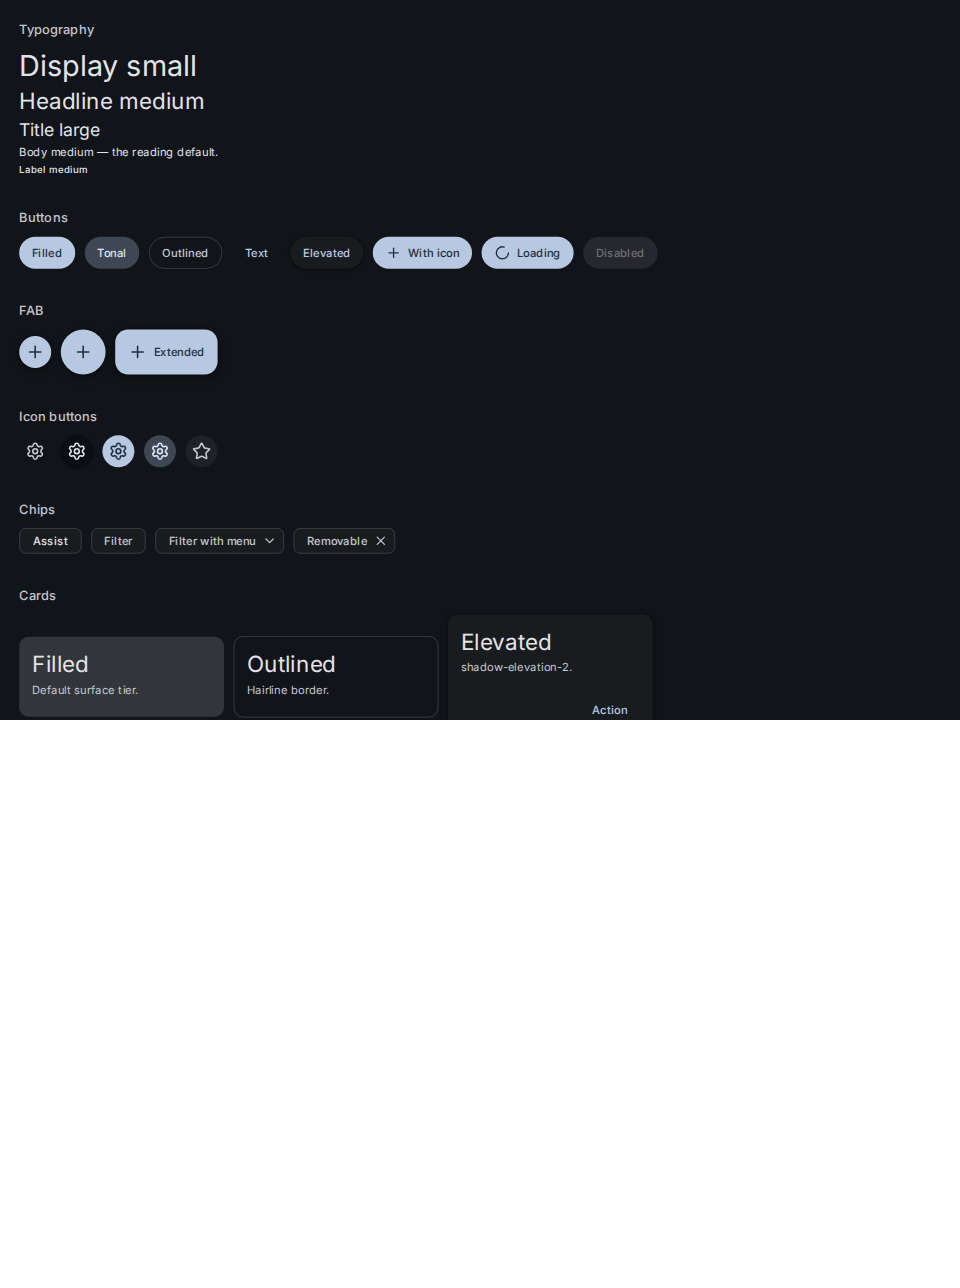 Typography
Display small
Headline medium
Title large
Body medium — the reading default.
Label medium
Buttons
Filled
Tonal
Outlined
Text
Elevated
With icon
Loading
Disabled
FAB
Extended
Icon buttons
Chips
Assist
Filter
Filter with menu
Removable
Cards
Filled
Default surface tier.
Outlined
Hairline border.
Elevated
shadow-elevation-2.
Action